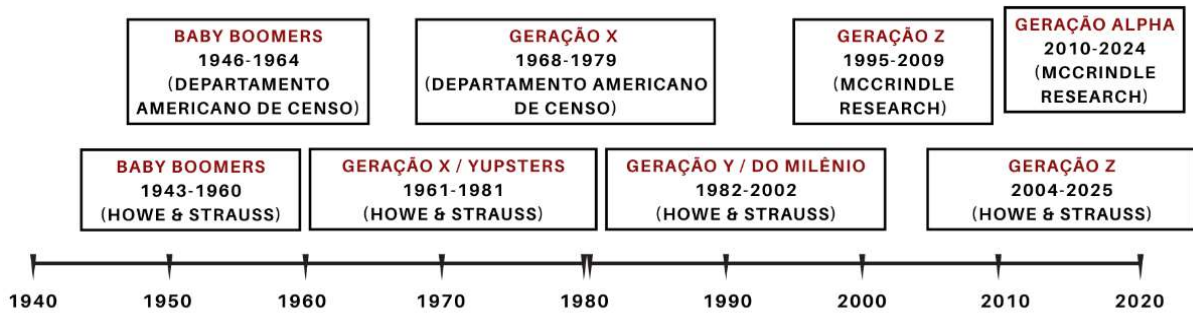 BABY BOOMERS
1946-1964
(DEPARTAMENTO
AMERICANO DE CENSO)
GERAÇÃO X
1968-1979
(DEPARTAMENTO AMERICANO
DE CENSO)
GERAÇÃO Z
1995-2009
(MCCRINDLE
RESEARCH)
GERAÇÃO ALPHA
2010-2024
(MCCRINDLE
RESEARCH)
BABY BOOMERS
1943-1960
(HOWE & STRAUSS)
GERAÇÃO X / YUPSTERS
1961-1981
(HOWE & STRAUSS)
GERAÇÃO Y / DO MILÊNIO
1982-2002
(HOWE & STRAUSS)
GERAÇÃO Z
2004-2025
(HOWE & STRAUSS)
1940 1950 1960 1970 1980 1990 2000 2010 2020